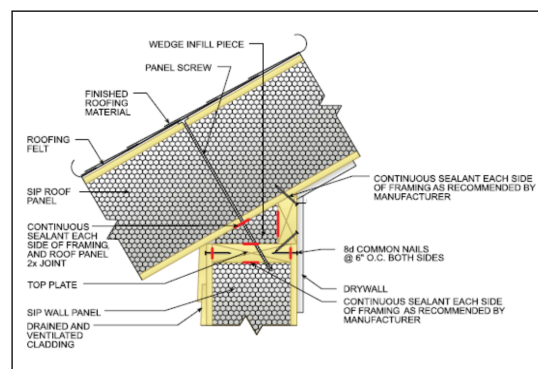 WEDGE INFILL PIECE
PANEL SCREW
FINISHED
ROOFING
MATERIAL
ROOFING
FELT
SIP ROOF
PANEL
CONTINUOUS
SEALANT EACH
SIDE OF FRAMING,
AND ROOF PANEL
2x JOINT
TOP PLATE
SIP WALL PANEL
DRAINED AND
VENTILATED
CLADDING
CONTINUOUS SEALANT EACH SIDE
OF FRAMING AS RECOMMENDED BY
MANUFACTURER
8d COMMON NAILS
@ 6" O.C. BOTH SIDES
DRYWALL
CONTINUOUS SEALANT EACH SIDE
OF FRAMING AS RECOMMENDED BY
MANUFACTURER